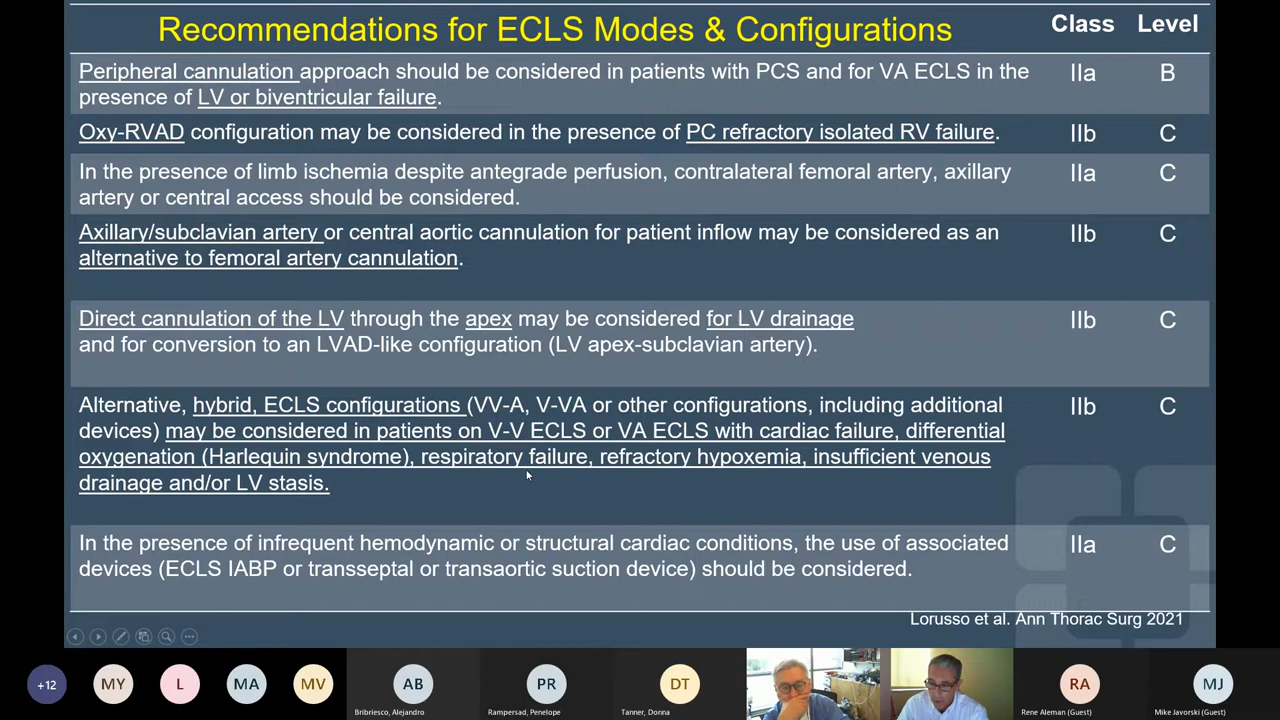 Recommendations for ECLS Modes & Configurations Class Level
Peripheral cannulation approach should be considered in patients with PCS and for VA ECLS in the IIa B
presence of LV or biventricular failure.
Oxy-RVAD configuration may be considered in the presence of PC refractory isolated RV failure. IIb C
In the presence of limb ischemia despite antegrade perfusion, contralateral femoral artery, axillary IIa C
artery or central access should be considered.
Axillary/subclavian artery or central aortic cannulation for patient inflow may be considered as an IIb C
alternative to femoral artery cannulation.
Direct cannulation of the LV through the apex may be considered for LV drainage IIb C
and for conversion to an LVAD-like configuration (LV apex-subclavian artery).
Alternative, hybrid, ECLS configurations (VV-A, V-VA or other configurations, including additional IIb C
devices) may be considered in patients on V-V ECLS or VA ECLS with cardiac failure, differential
oxygenation (Harlequin syndrome), respiratory failure, refractory hypoxemia, insufficient venous
drainage and/or LV stasis.
In the presence of infrequent hemodynamic or structural cardiac conditions, the use of associated IIa C
devices (ECLS IABP or transseptal or transaortic suction device) should be considered.
Lorusso et al. Ann Thorac Surg 2021
+12 MY L MA MV AB PR DT RA MJ
Bribriesco, Alejandro Rampersad, Penelope Tanner, Donna Rene Aleman (Guest) Mike Javorski (Guest)